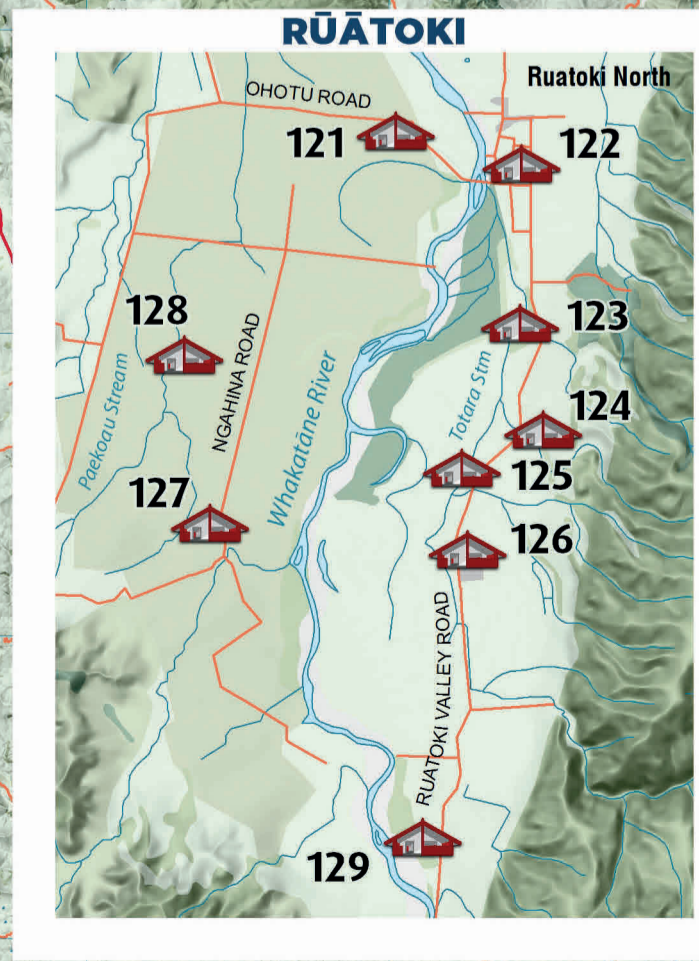 RŪĀTOKI
Ruatoki North
OHOTU ROAD
121
122
128
123
NGAHINA ROAD
Paekoau Stream
Whakatāne River
Totara Stm
124
127
125
126
RUATOKI VALLEY ROAD
129